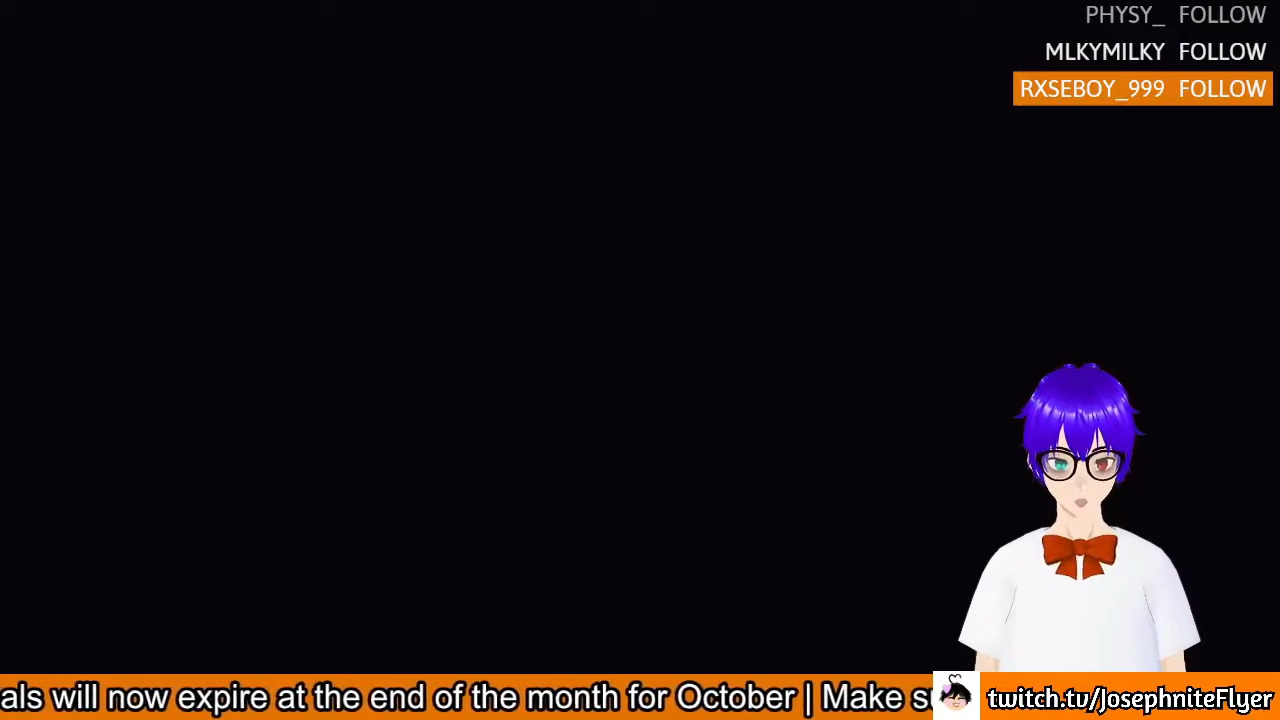 PHYSY_ FOLLOW
MLKYMILKY FOLLOW
RXSEBOY_999 FOLLOW
als will now expire at the end of the month for October | Make s
twitch.tv/JosephniteFlyer